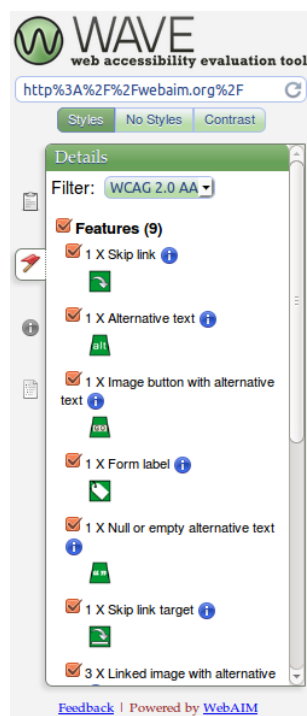 WAVE
web accessibility evaluation tool
http%3A%2F%2Fwebaim.org%2F
Styles No Styles Contrast
Details
Filter: WCAG 2.0 AA
Features (9)
1 X Skip link
1 X Alternative text
alt
1 X Image button with alternative
text
GO
1 X Form label
1 X Null or empty alternative text
""
1 X Skip link target
3 X Linked image with alternative
Feedback | Powered by WebAIM